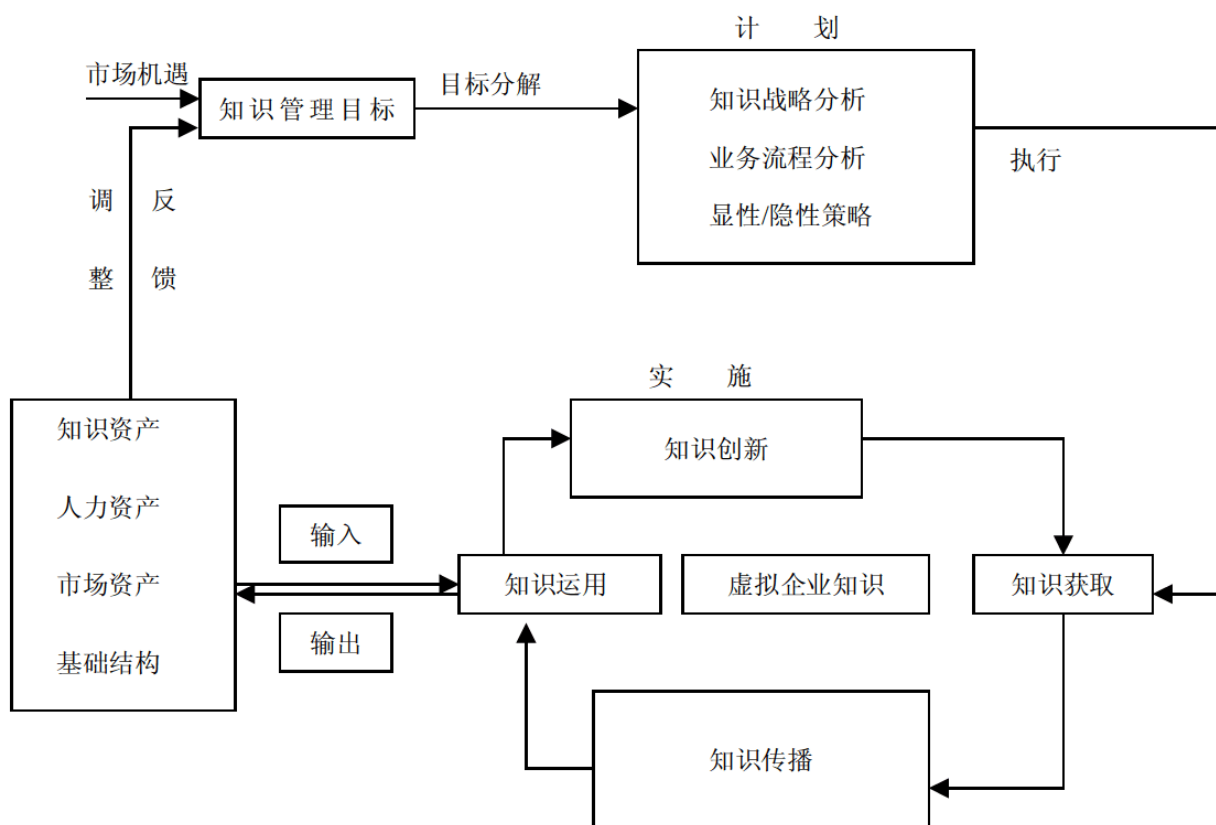 计 划
市场机遇
知识管理目标
目标分解
知识战略分析
业务流程分析
显性/隐性策略
执行
调 反
整 馈
实 施
知识资产
人力资产
市场资产
基础结构
输入
输出
知识创新
知识运用
虚拟企业知识
知识获取
知识传播